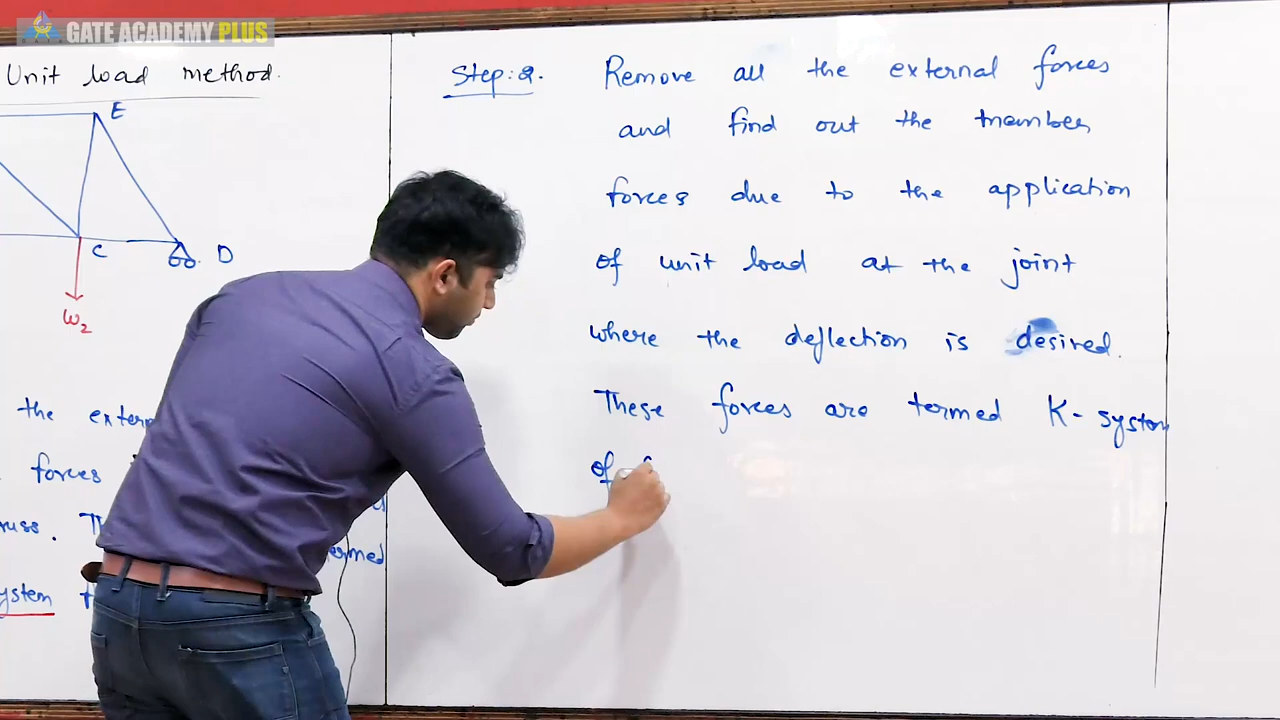 GATE ACADEMY PLUS
Unit load method.
E
C
D
W2
the extern
forces
russ.
ermed
ystem
Step:2. Remove all the external forces
and find out the member
forces due to the application
of unit load at the joint
where the deflection is desired.
These forces are termed K-system
of